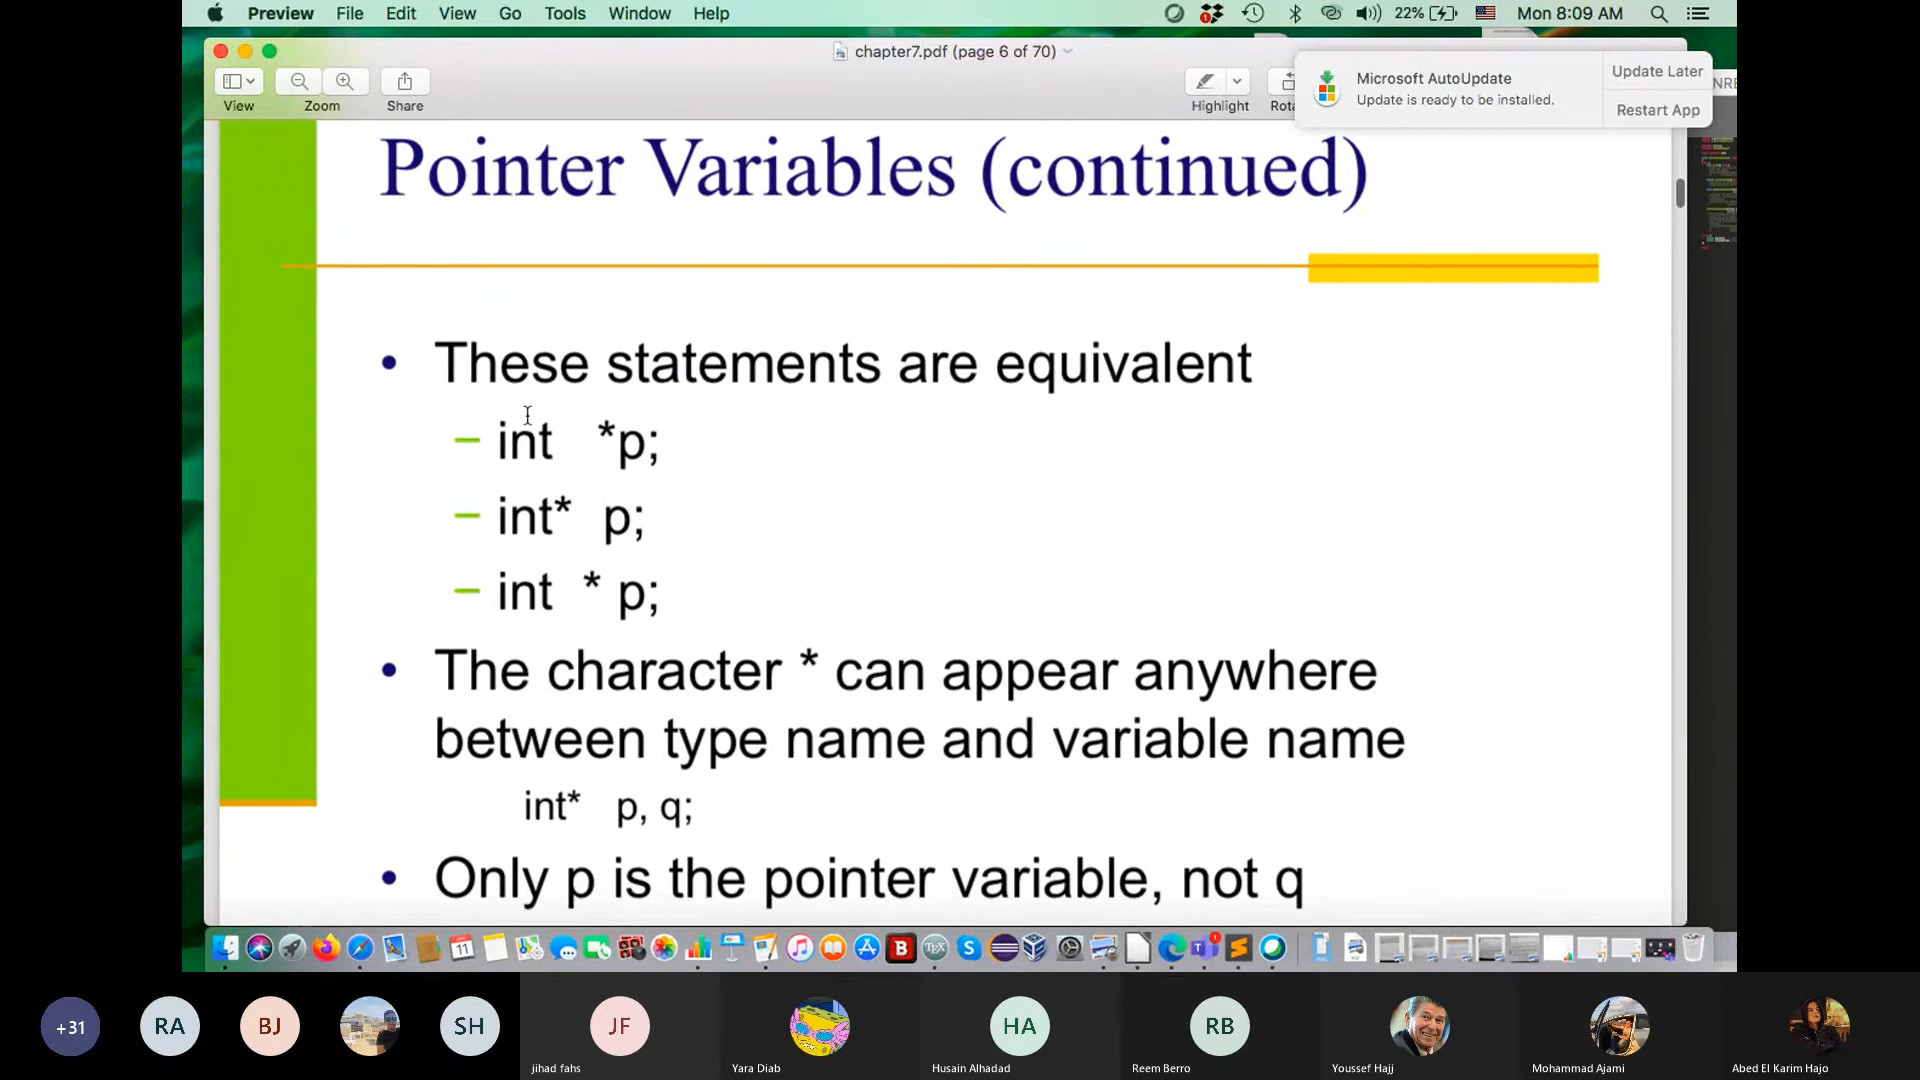 Preview File Edit View Go Tools Window Help 22% Mon 8:09 AM
chapter7.pdf (page 6 of 70)
View Zoom Share Highlight
Microsoft AutoUpdate
Update is ready to be installed.
Update Later
Restart App
Pointer Variables (continued)
• These statements are equivalent
– int *p;
– int* p;
– int * p;
• The character * can appear anywhere
between type name and variable name
int* p, q;
• Only p is the pointer variable, not q
+31 RA BJ SH JF HA RB
jihad fahs Yara Diab Husain Alhadad Reem Berro Youssef Hajj Mohammad Ajami Abed El Karim Hajo